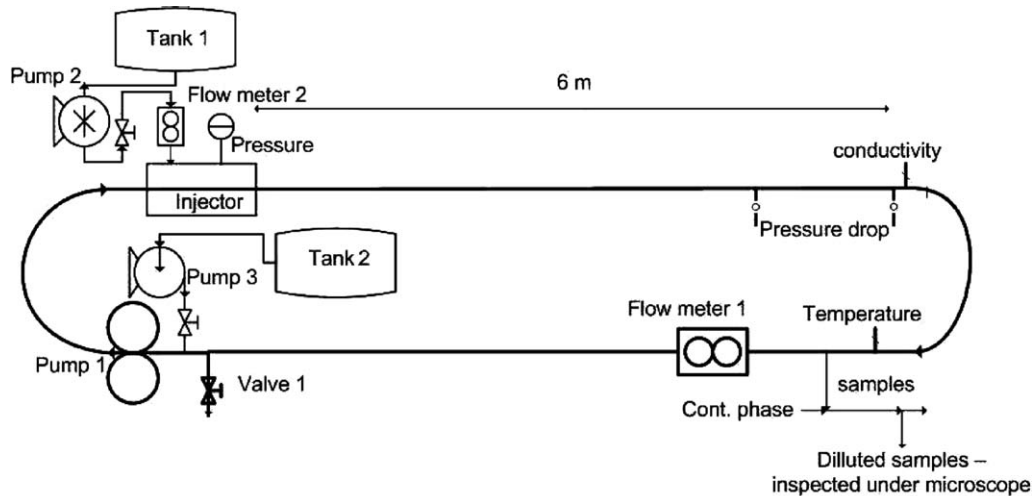 Tank 1
Pump 2
Flow meter 2
6 m
Pressure
conductivity
Injector
Pressure drop
Tank 2
Pump 3
Flow meter 1
Temperature
Pump 1
Valve 1
samples
Cont. phase
Diluted samples –
inspected under microscope